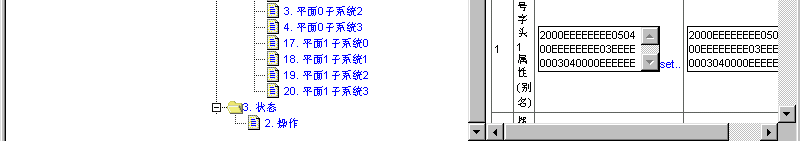 3. 平面0子系统2
4. 平面0子系统3
17. 平面1子系统0
18. 平面1子系统1
19. 平面1子系统2
20. 平面1子系统3
3. 状态
2. 操作
1
号
字
头
1
属
性
(别
名)
2000EEEEEEEE0504
00EEEEEEEE03EEEE
0003040000EEEEEE
set..
2000EEEEEEEE050
00EEEEEEEE03EEE
0003040000EEEEE